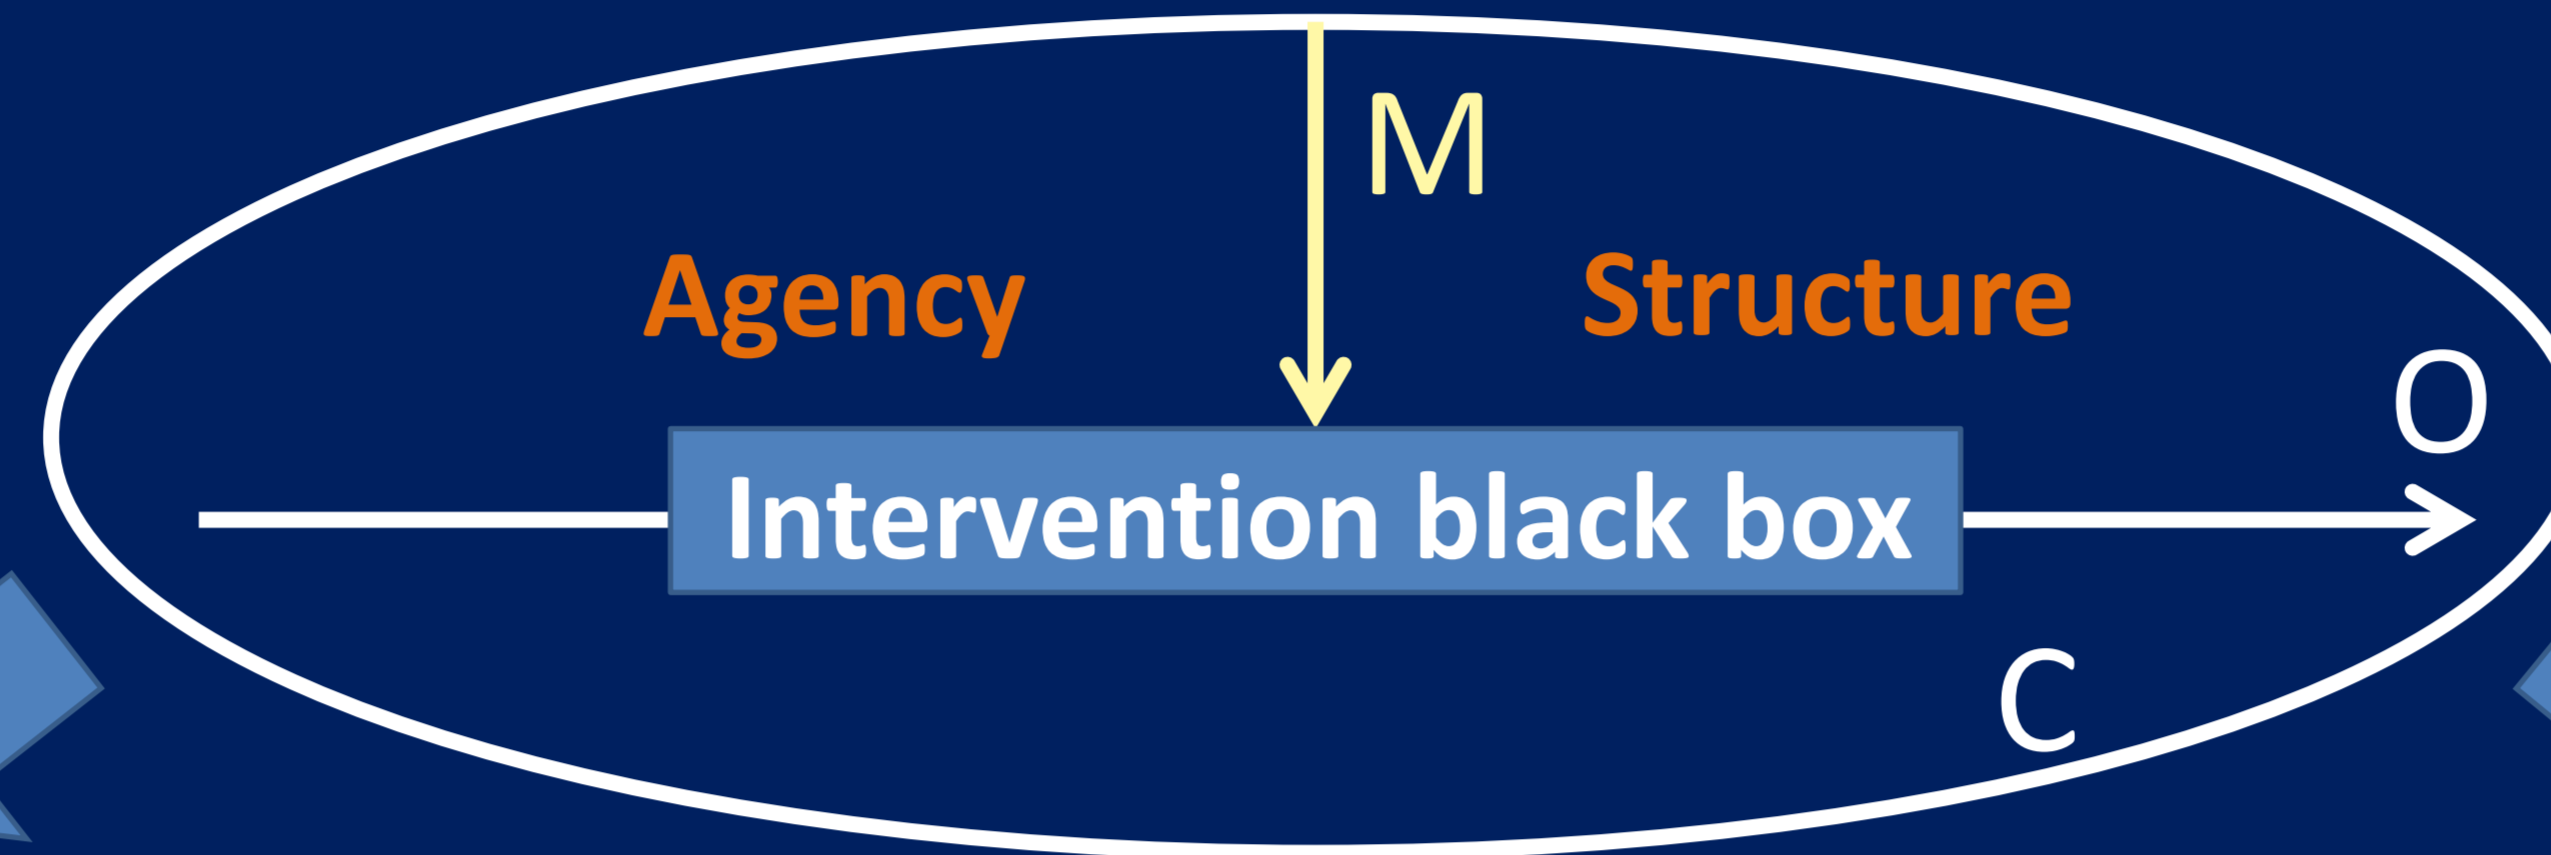 M
Agency
Structure
O
Intervention black box
C